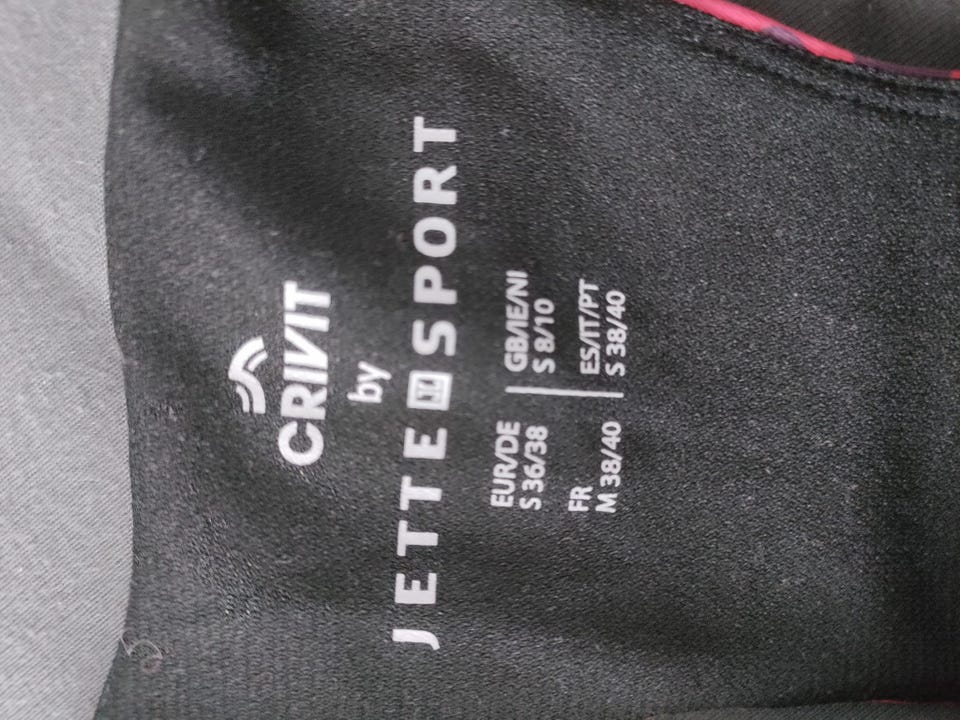 CRIVIT
by
JETTE SPORT
EUR/DE
S 36/38
GB/IE/NI
S 8/10
FR
M 38/40
ES/IT/PT
S 38/40